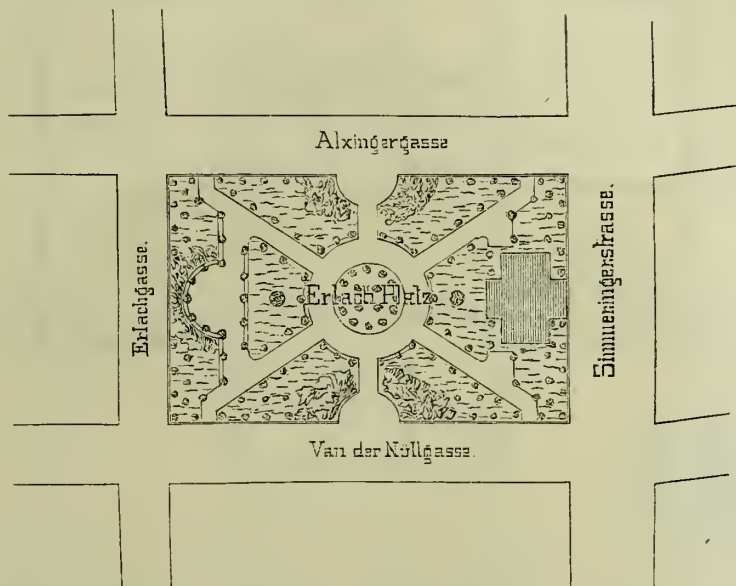 Alxingergasse
Erlachgasse.
Erlach Platz
Simmeringerstrasse.
Van der Nüllgasse.